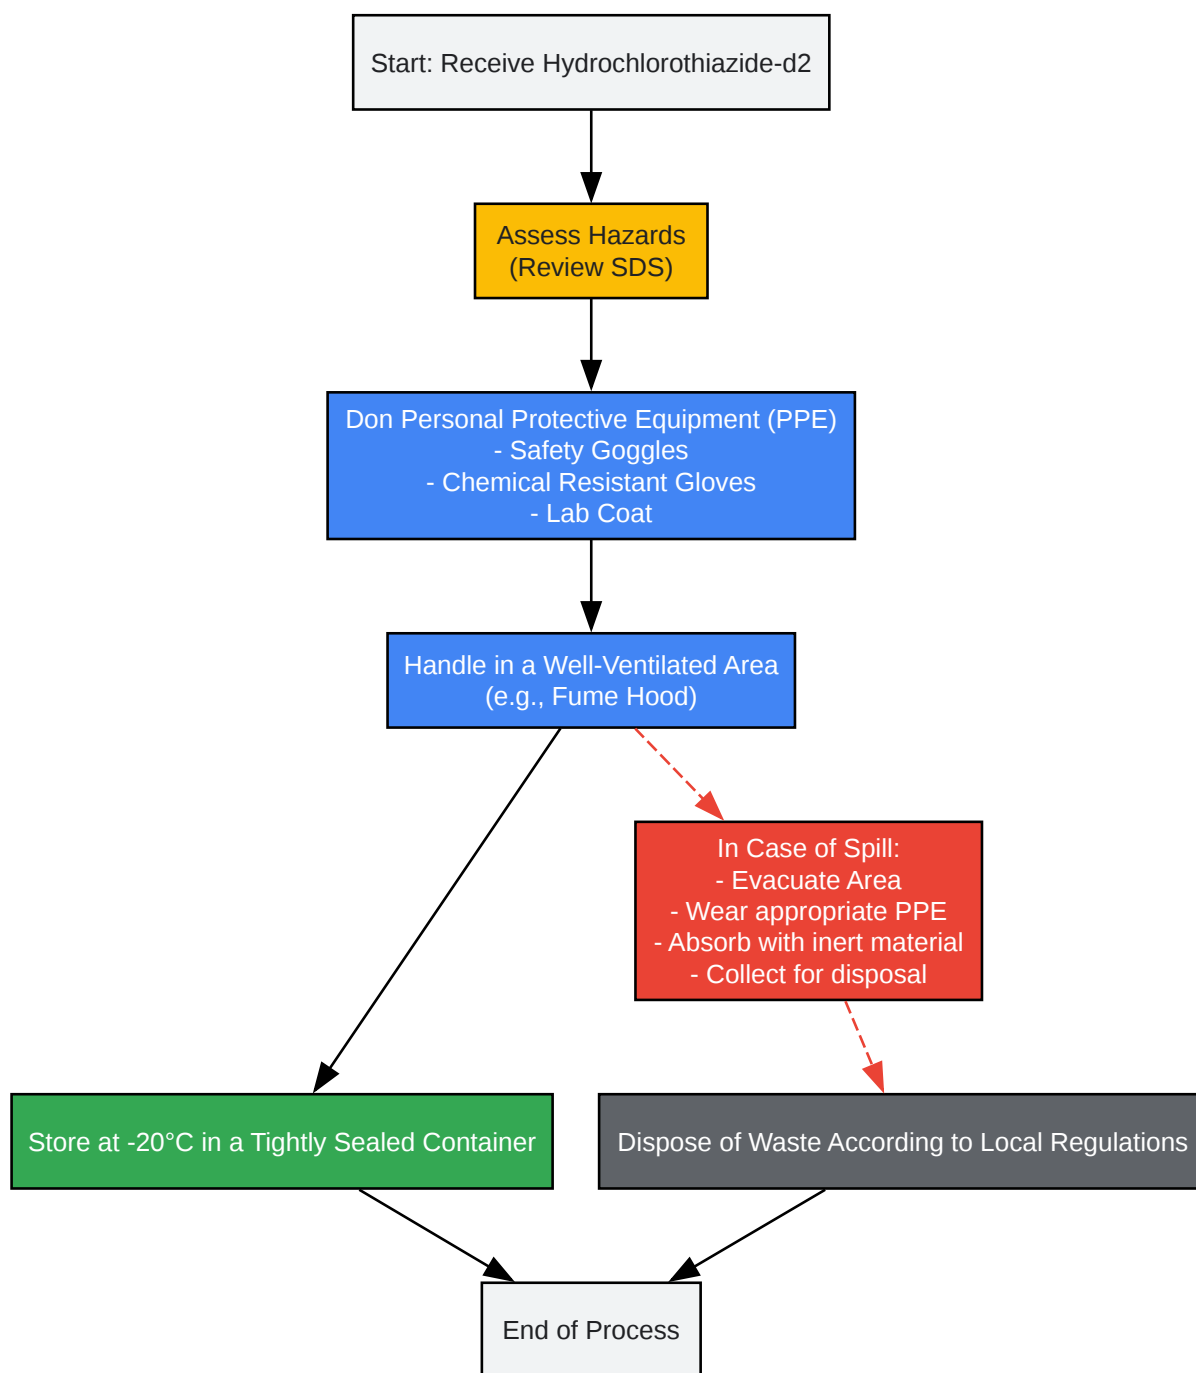 Start: Receive Hydrochlorothiazide-d2
Assess Hazards
(Review SDS)
Don Personal Protective Equipment (PPE)
- Safety Goggles
- Chemical Resistant Gloves
- Lab Coat
Handle in a Well-Ventilated Area
(e.g., Fume Hood)
In Case of Spill:
- Evacuate Area
- Wear appropriate PPE
- Absorb with inert material
- Collect for disposal
Store at -20°C in a Tightly Sealed Container
Dispose of Waste According to Local Regulations
End of Process